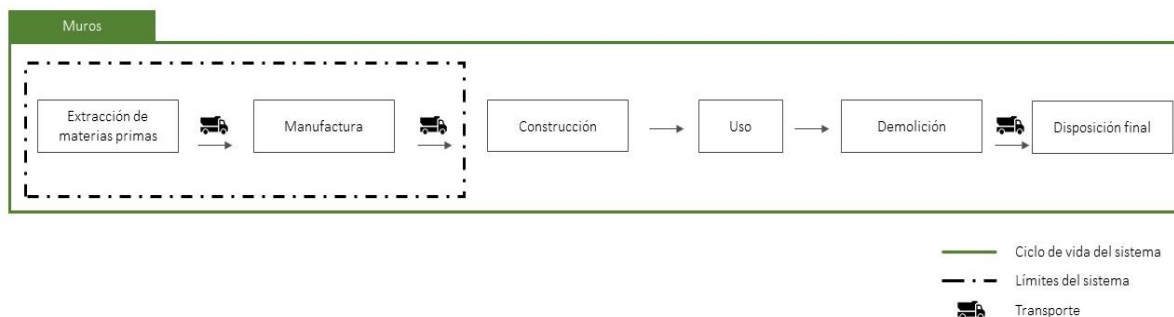 Muros
Extracción de
materias primas
Manufactura
Construcción
Uso
Demolición
Disposición final
Ciclo de vida del sistema
Límites del sistema
Transporte